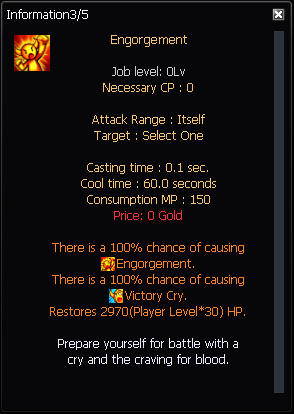 Information3/5
Engorgement
Job level: 0Lv
Necessary CP : 0
Attack Range : Itself
Target : Select One
Casting time : 0.1 sec.
Cool time : 60.0 seconds
Consumption MP : 150
Price: 0 Gold
There is a 100% chance of causing
Engorgement.
There is a 100% chance of causing
Victory Cry.
Restores 2970(Player Level*30) HP.
Prepare yourself for battle with a
cry and the craving for blood.